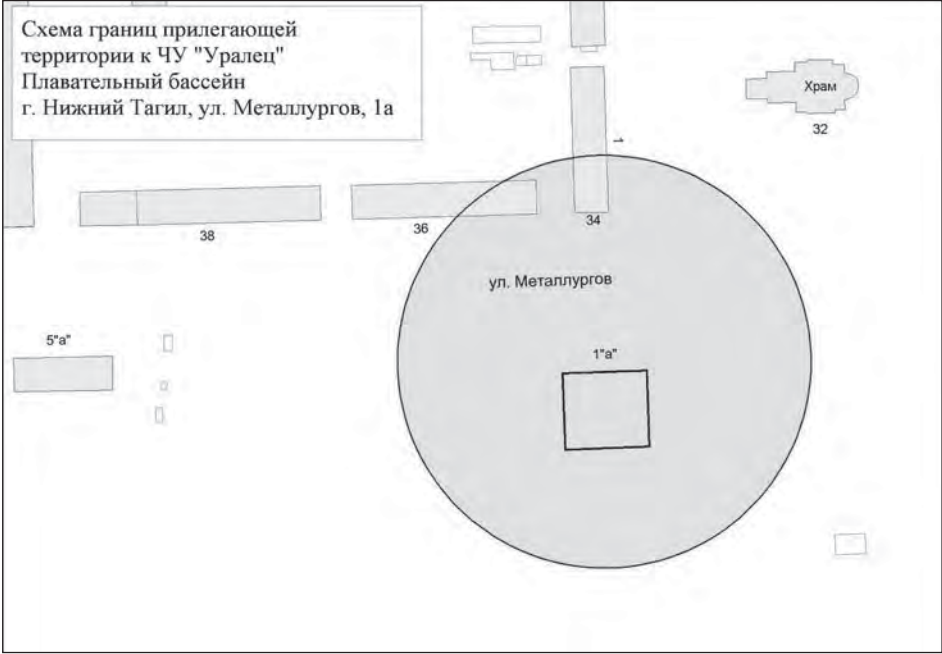 Схема границ прилегающей
территории к ЧУ "Уралец"
Плавательный бассейн
г. Нижний Тагил, ул. Металлургов, 1а
Храм
32
1
34
36
38
ул. Металлургов
5"а"
1"а"